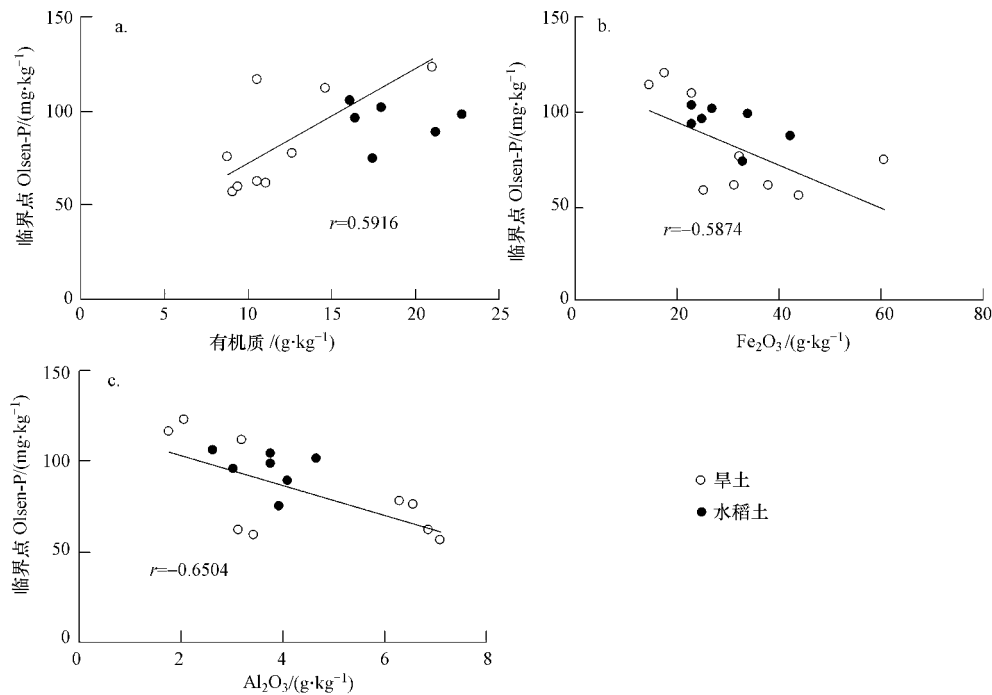 a.
临界点 Olsen-P/(mg·kg⁻¹)
150
100
50
0
r=0.5916
0 5 10 15 20 25
有机质 /(g·kg⁻¹)
b.
临界点 Olsen-P/(mg·kg⁻¹)
150
100
50
0
r=−0.5874
0 20 40 60 80
Fe₂O₃/(g·kg⁻¹)
c.
临界点 Olsen-P/(mg·kg⁻¹)
150
100
50
0
r=−0.6504
0 2 4 6 8
Al₂O₃/(g·kg⁻¹)
旱土
水稻土